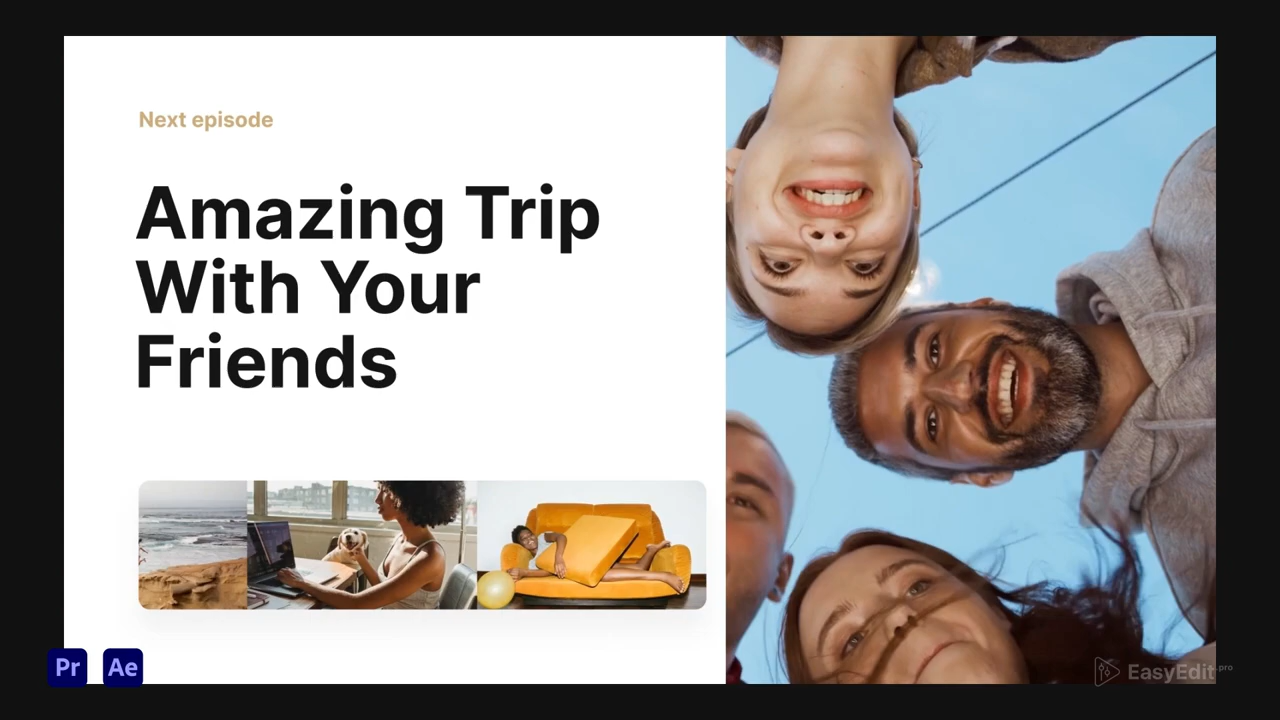 Next episode
Amazing Trip
With Your
Friends
Pr Ae
EasyEdit.pro